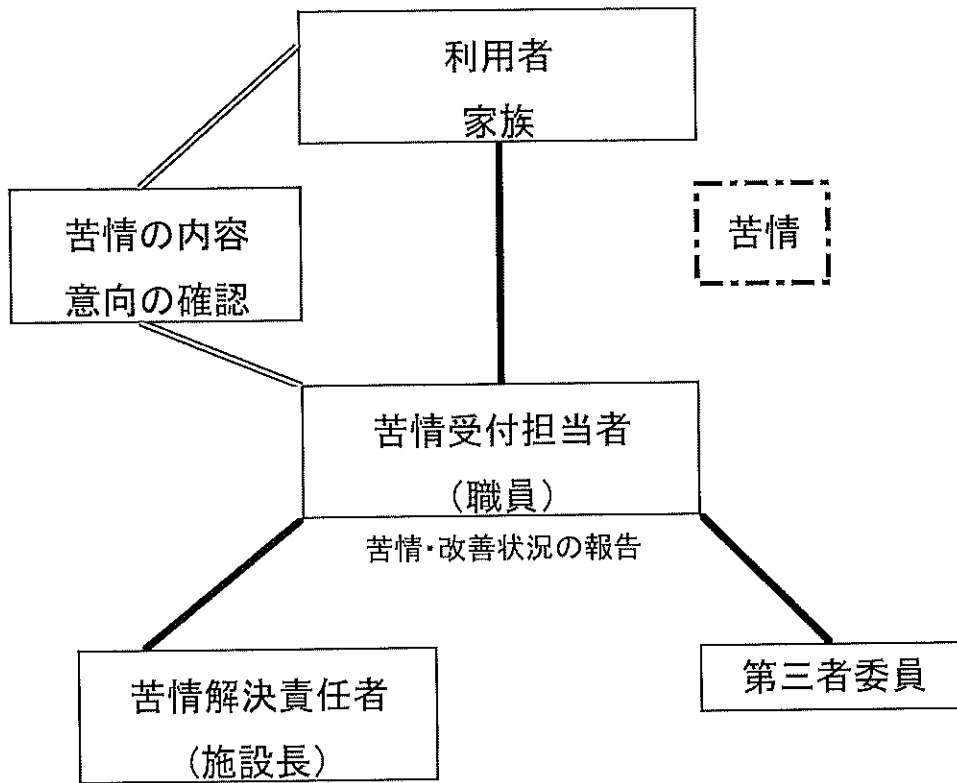 利用者
家族
苦情の内容
意向の確認
苦情
苦情受付担当者
（職員）
苦情・改善状況の報告
苦情解決責任者
（施設長）
第三者委員